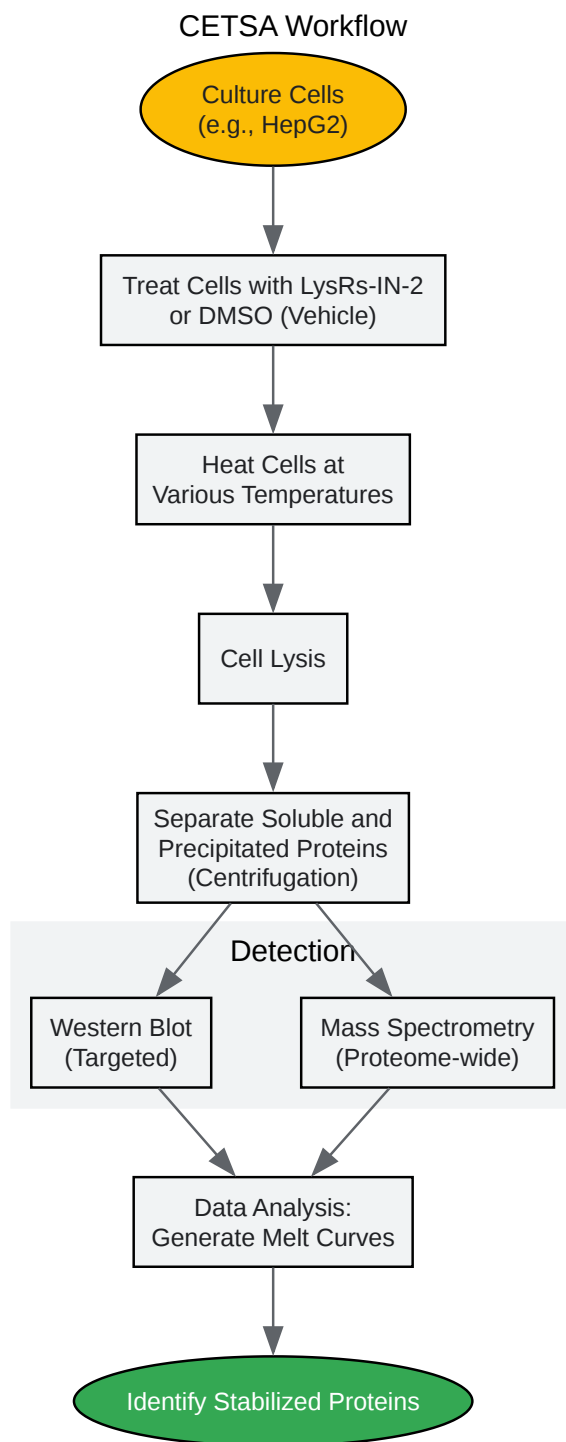 CETSA Workflow
Culture Cells
(e.g., HepG2)
Treat Cells with LysRs-IN-2
or DMSO (Vehicle)
Heat Cells at
Various Temperatures
Cell Lysis
Separate Soluble and
Precipitated Proteins
(Centrifugation)
Detection
Western Blot
(Targeted)
Mass Spectrometry
(Proteome-wide)
Data Analysis:
Generate Melt Curves
Identify Stabilized Proteins